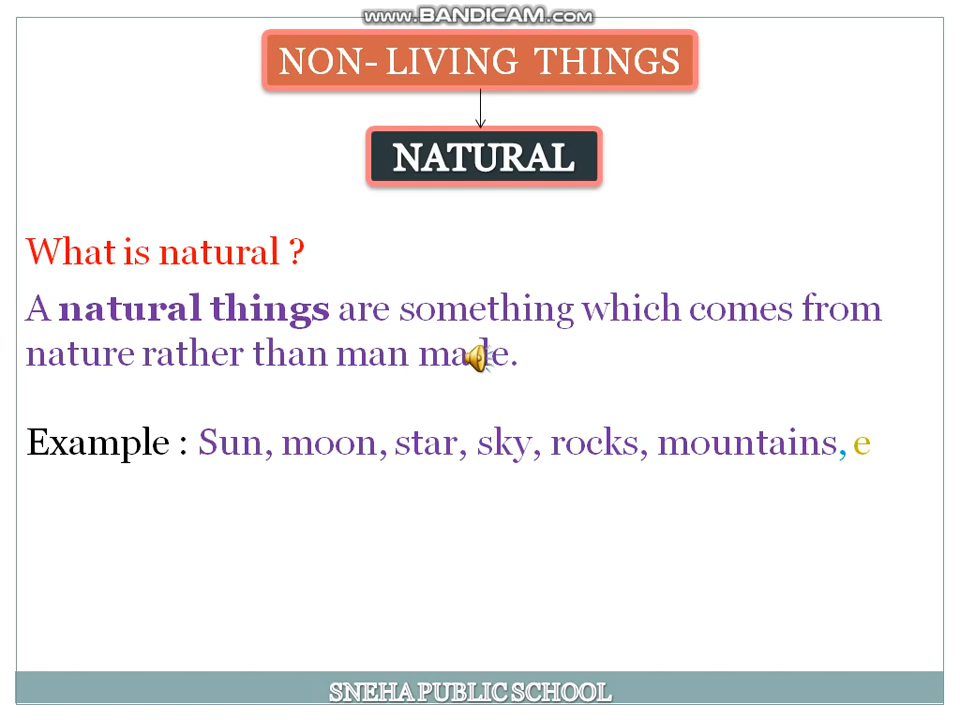 www.BANDICAM.com
NON- LIVING THINGS
NATURAL
What is natural ?
A natural things are something which comes from
nature rather than man made.
Example : Sun, moon, star, sky, rocks, mountains, e
SNEHA PUBLIC SCHOOL